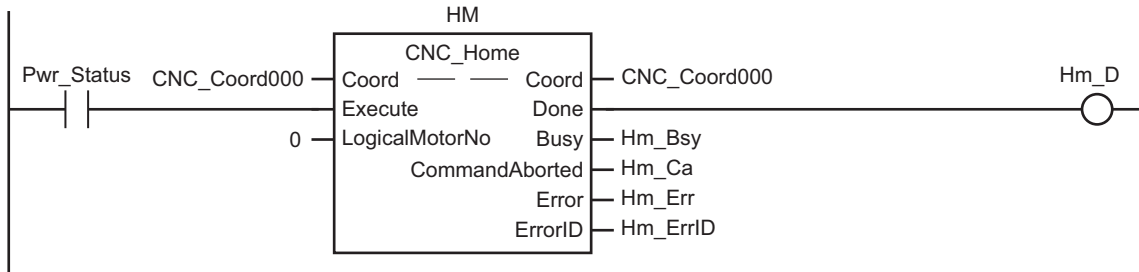 HM
CNC_Home
Pwr_Status CNC_Coord000 Coord Coord CNC_Coord000 Hm_D
Execute Done
0 LogicalMotorNo Busy Hm_Bsy
CommandAborted Hm_Ca
Error Hm_Err
ErrorID Hm_ErrID